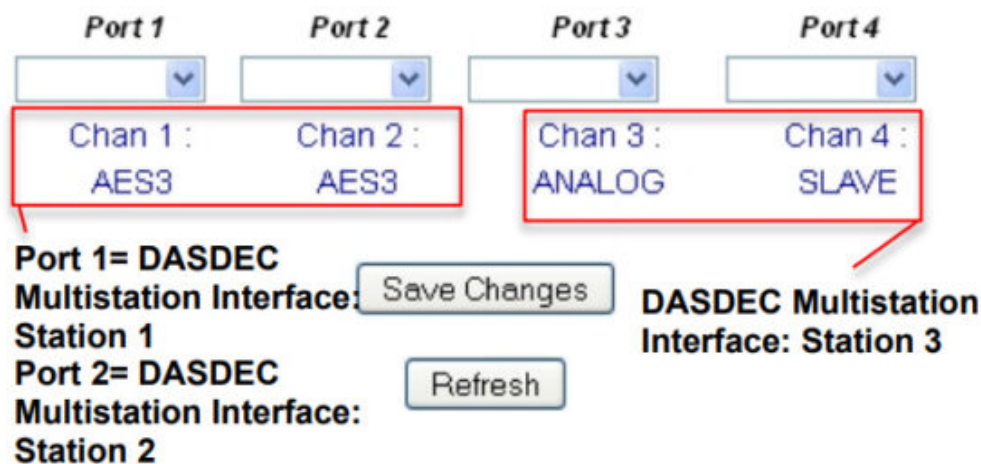 Port 1 Port 2 Port 3 Port 4
Chan 1 : Chan 2 : Chan 3 : Chan 4 :
AES3 AES3 ANALOG SLAVE
Port 1= DASDEC
Multistation Interface:
Station 1
Port 2= DASDEC
Multistation Interface:
Station 2
Save Changes
Refresh
DASDEC Multistation
Interface: Station 3